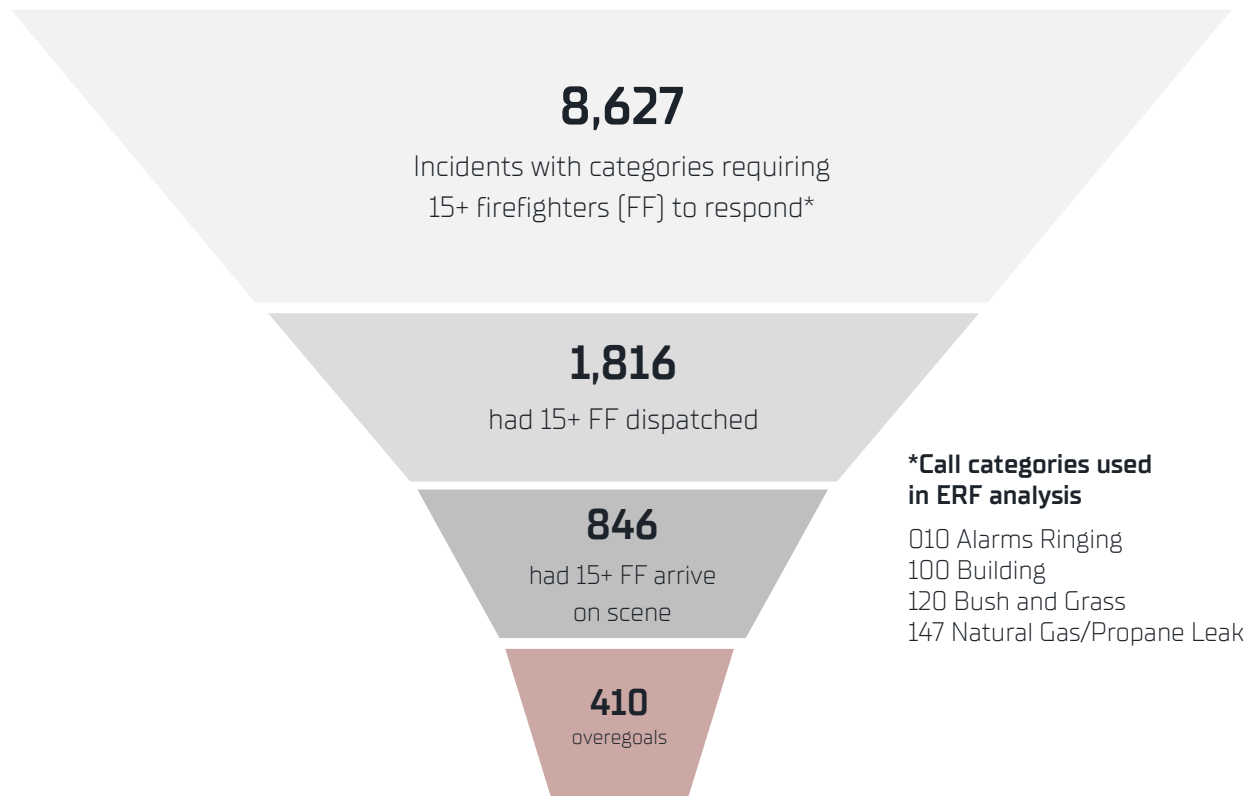 8,627
Incidents with categories requiring
15+ firefighters (FF) to respond*
1,816
had 15+ FF dispatched
846
had 15+ FF arrive
on scene
410
overegoals
*Call categories used
in ERF analysis
010 Alarms Ringing
100 Building
120 Bush and Grass
147 Natural Gas/Propane Leak